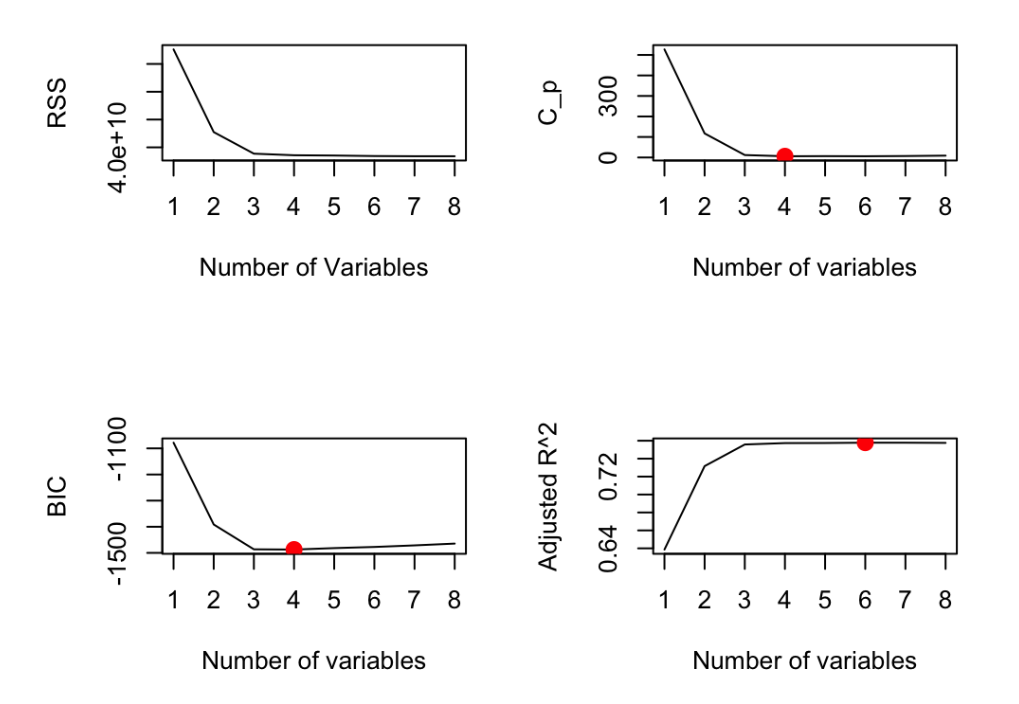 RSS
4.0e+10
1 2 3 4 5 6 7 8
Number of Variables
C_p
0 300
1 2 3 4 5 6 7 8
Number of variables
BIC
-1500 -1100
1 2 3 4 5 6 7 8
Number of variables
Adjusted R^2
0.64 0.72
1 2 3 4 5 6 7 8
Number of variables